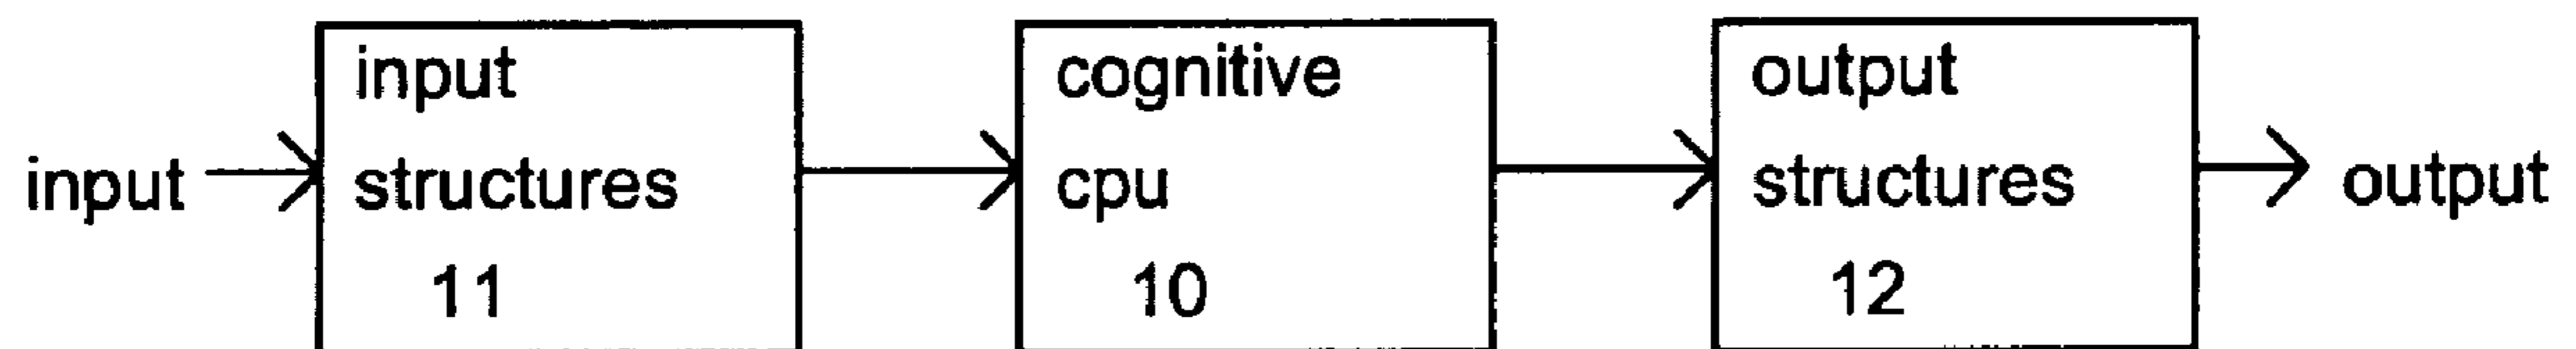 input
input
structures
11
cognitive
cpu
10
output
structures
12
output